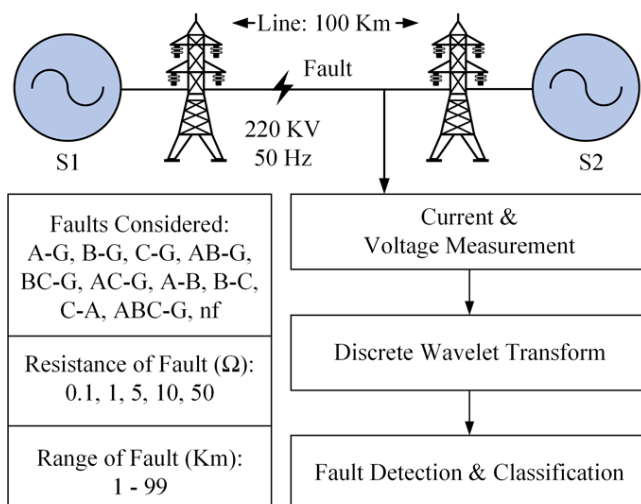 Line: 100 Km
Fault
220 KV
50 Hz
S1
S2
Faults Considered:
A-G, B-G, C-G, AB-G,
BC-G, AC-G, A-B, B-C,
C-A, ABC-G, nf
Resistance of Fault (Ω):
0.1, 1, 5, 10, 50
Range of Fault (Km):
1 - 99
Current &
Voltage Measurement
Discrete Wavelet Transform
Fault Detection & Classification